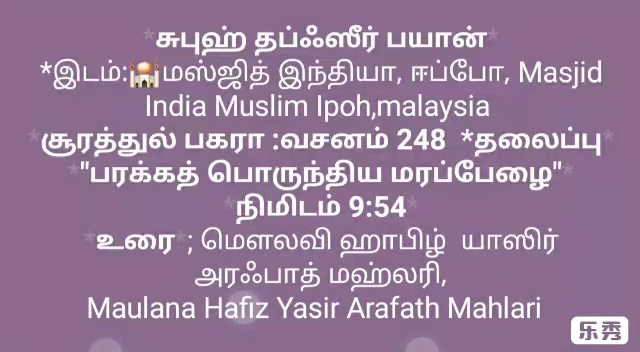 *சுபுஹ் தப்ஃஸீர் பயான்*
*இடம்:🕌மஸ்ஜித் இந்தியா, ஈப்போ, Masjid
India Muslim Ipoh,malaysia
*சூரத்துல் பகரா :வசனம் 248 *தலைப்பு*
*"பரக்கத் பொருந்திய மரப்பேழை"*
*நிமிடம் 9:54*
*உரை*; மௌலவி ஹாபிழ் யாஸிர்
அரஃபாத் மஹ்லரி,
Maulana Hafiz Yasir Arafath Mahlari
乐秀